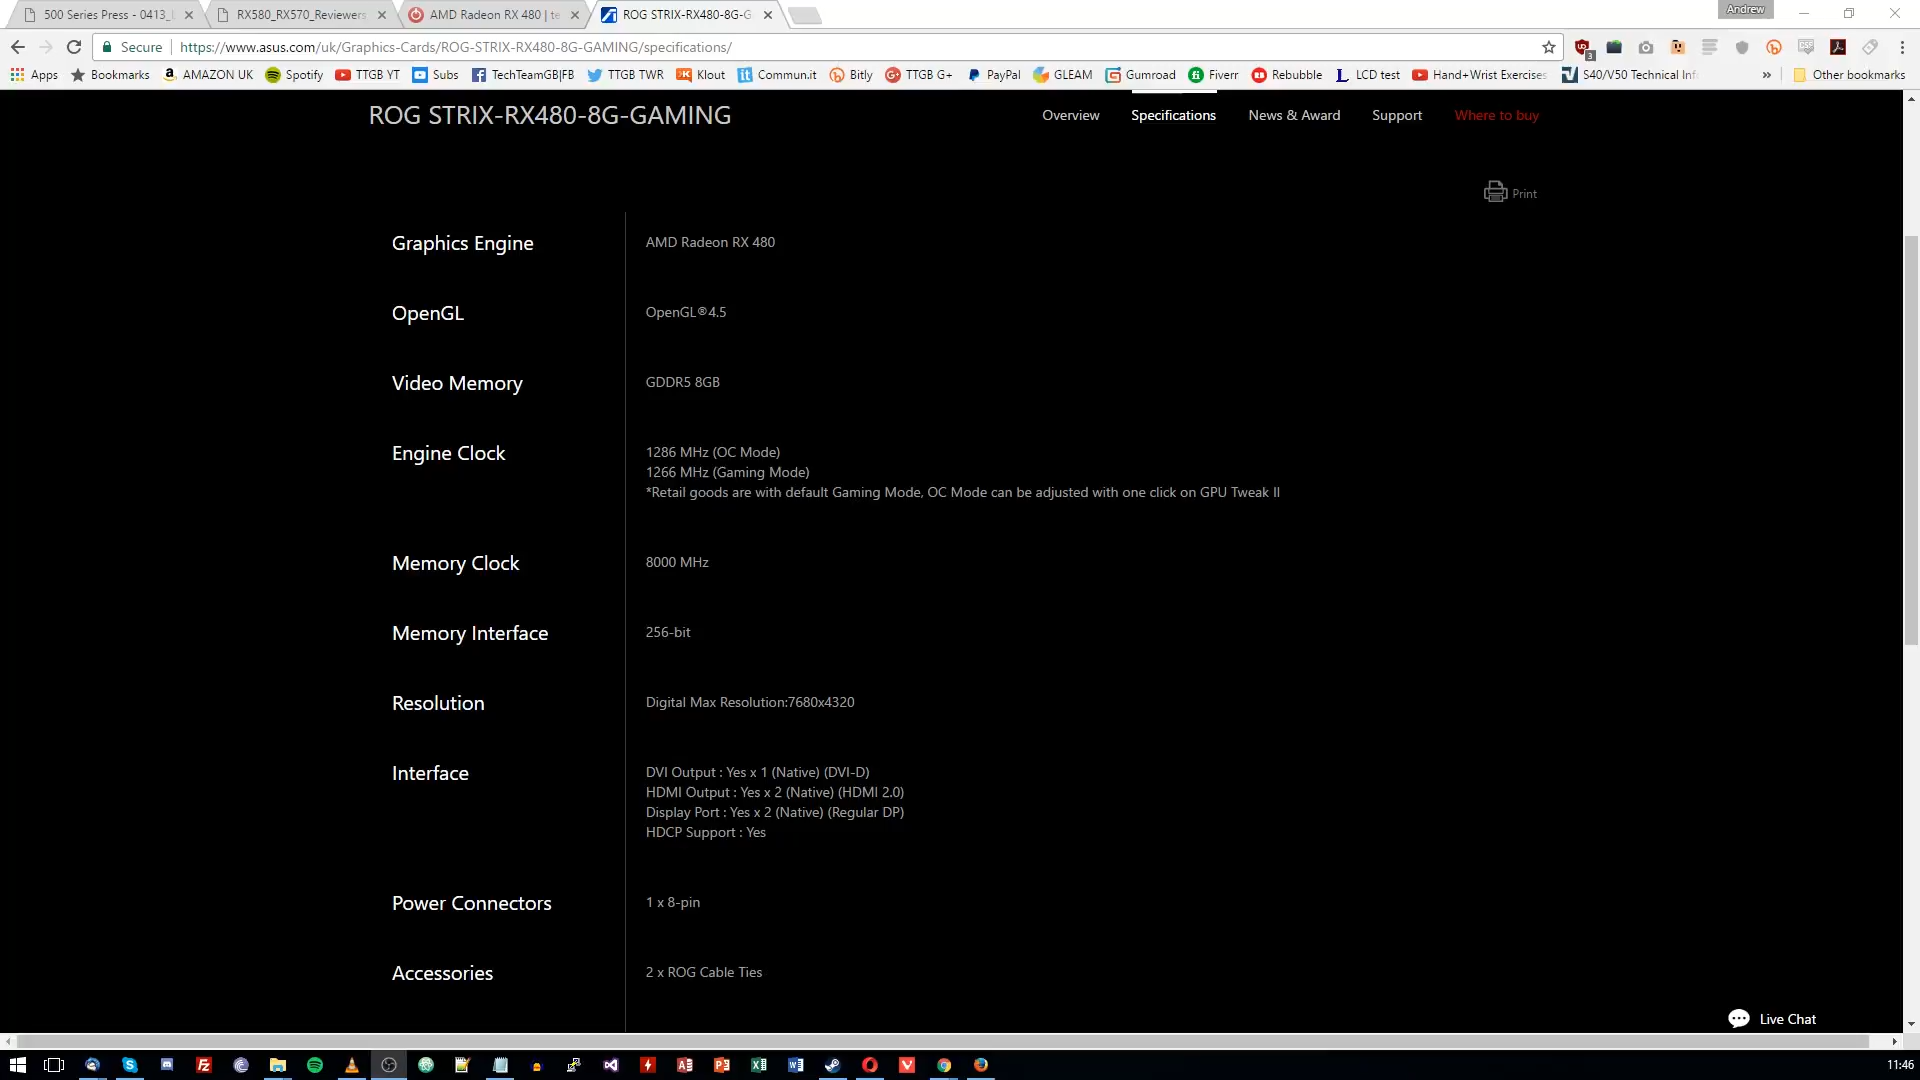 500 Series Press - 0413_
RX580_RX570_Reviewers
AMD Radeon RX 480 | te
ROG STRIX-RX480-8G-G
Andrew
Secure
https://www.asus.com/uk/Graphics-Cards/ROG-STRIX-RX480-8G-GAMING/specifications/
3
Apps
Bookmarks
AMAZON UK
Spotify
TTGB YT
Subs
TechTeamGB|FB
TTGB TWR
Klout
Commun.it
Bitly
TTGB G+
PayPal
GLEAM
Gumroad
Fiverr
Rebubble
LCD test
Hand+Wrist Exercises
S40/V50 Technical Inf
»
Other bookmarks
ROG STRIX-RX480-8G-GAMING
Overview
Specifications
News & Award
Support
Where to buy
Print
Graphics Engine
AMD Radeon RX 480
OpenGL
OpenGL®4.5
Video Memory
GDDR5 8GB
Engine Clock
1286 MHz (OC Mode)
1266 MHz (Gaming Mode)
*Retail goods are with default Gaming Mode, OC Mode can be adjusted with one click on GPU Tweak II
Memory Clock
8000 MHz
Memory Interface
256-bit
Resolution
Digital Max Resolution:7680x4320
Interface
DVI Output : Yes x 1 (Native) (DVI-D)
HDMI Output : Yes x 2 (Native) (HDMI 2.0)
Display Port : Yes x 2 (Native) (Regular DP)
HDCP Support : Yes
Power Connectors
1 x 8-pin
Accessories
2 x ROG Cable Ties
Live Chat
11:46